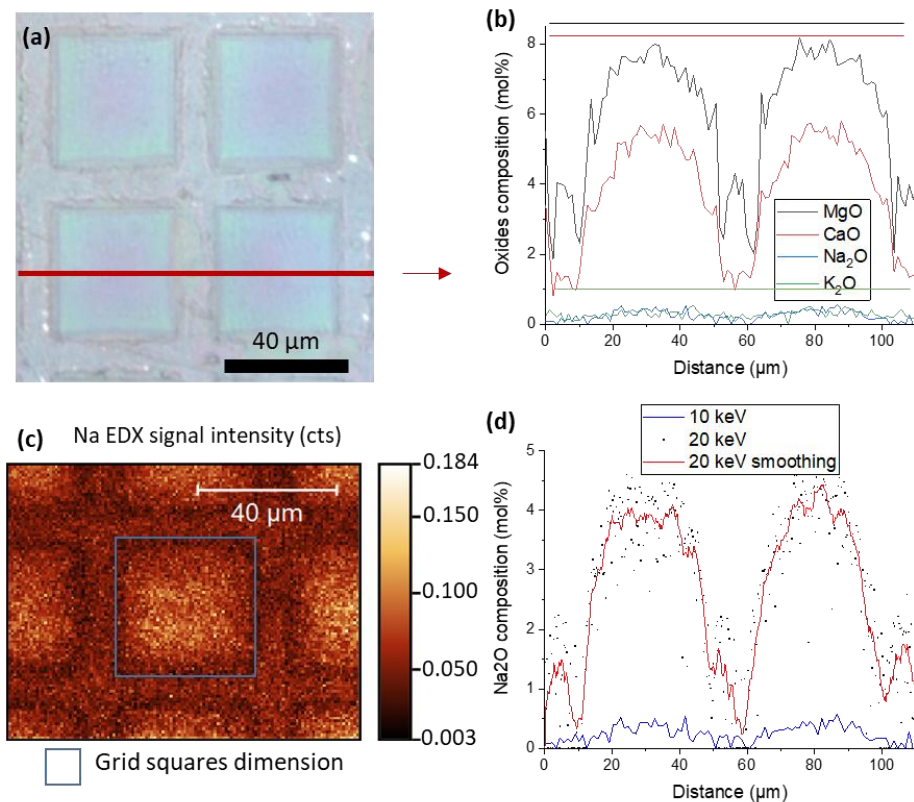 (a)
40 µm
(b)
Oxides composition (mol%)
8
6
4
2
0
MgO
CaO
Na₂O
K₂O
0 20 40 60 80 100
Distance (µm)
(c) Na EDX signal intensity (cts)
40 µm
0.184
0.150
0.100
0.050
0.003
Grid squares dimension
(d)
10 keV
20 keV
20 keV smoothing
Na2O composition (mol%)
5
4
3
2
1
0
0 20 40 60 80 100
Distance (µm)